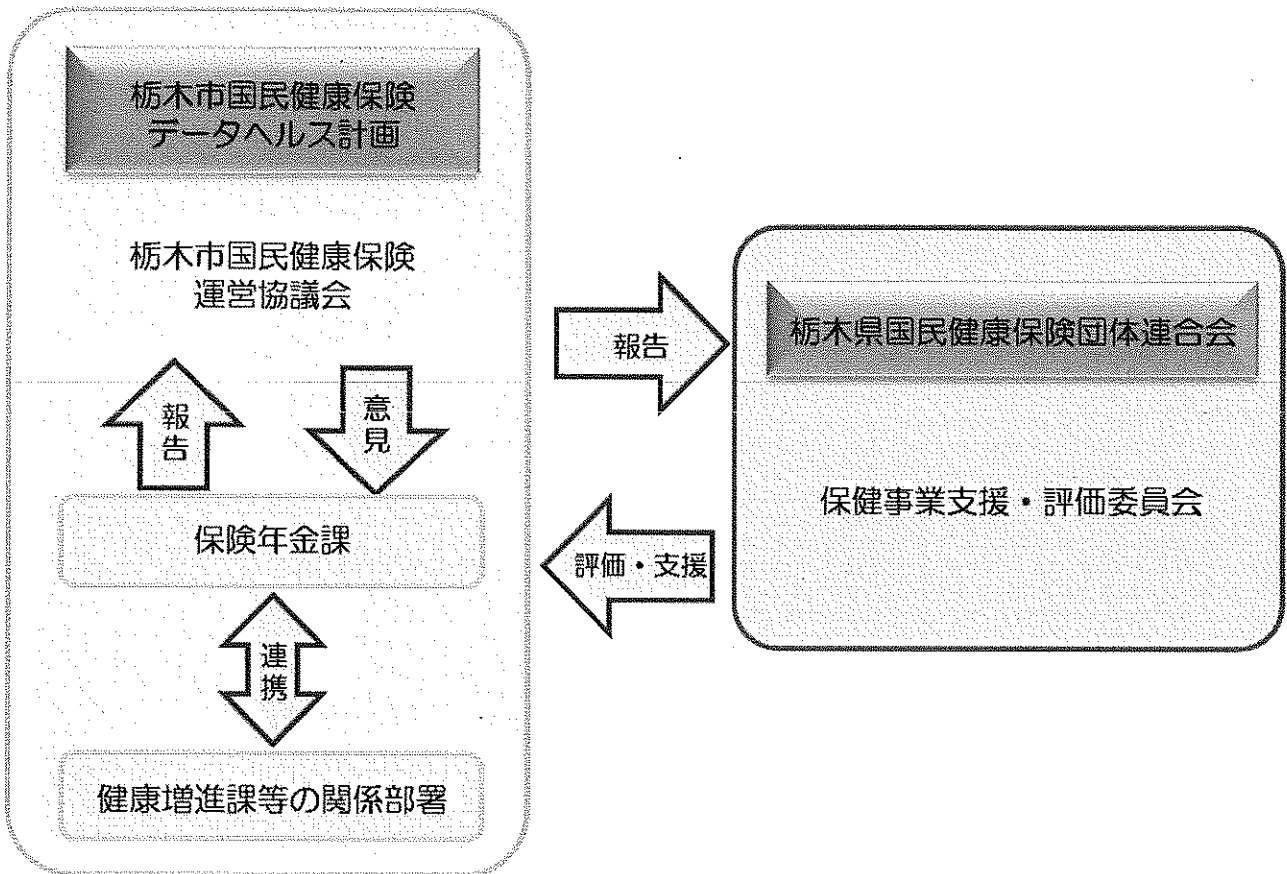 栃木市国民健康保険
データヘルス計画
栃木市国民健康保険
運営協議会
報告
意見
保険年金課
連携
健康増進課等の関係部署
報告
評価・支援
栃木県国民健康保険団体連合会
保健事業支援・評価委員会